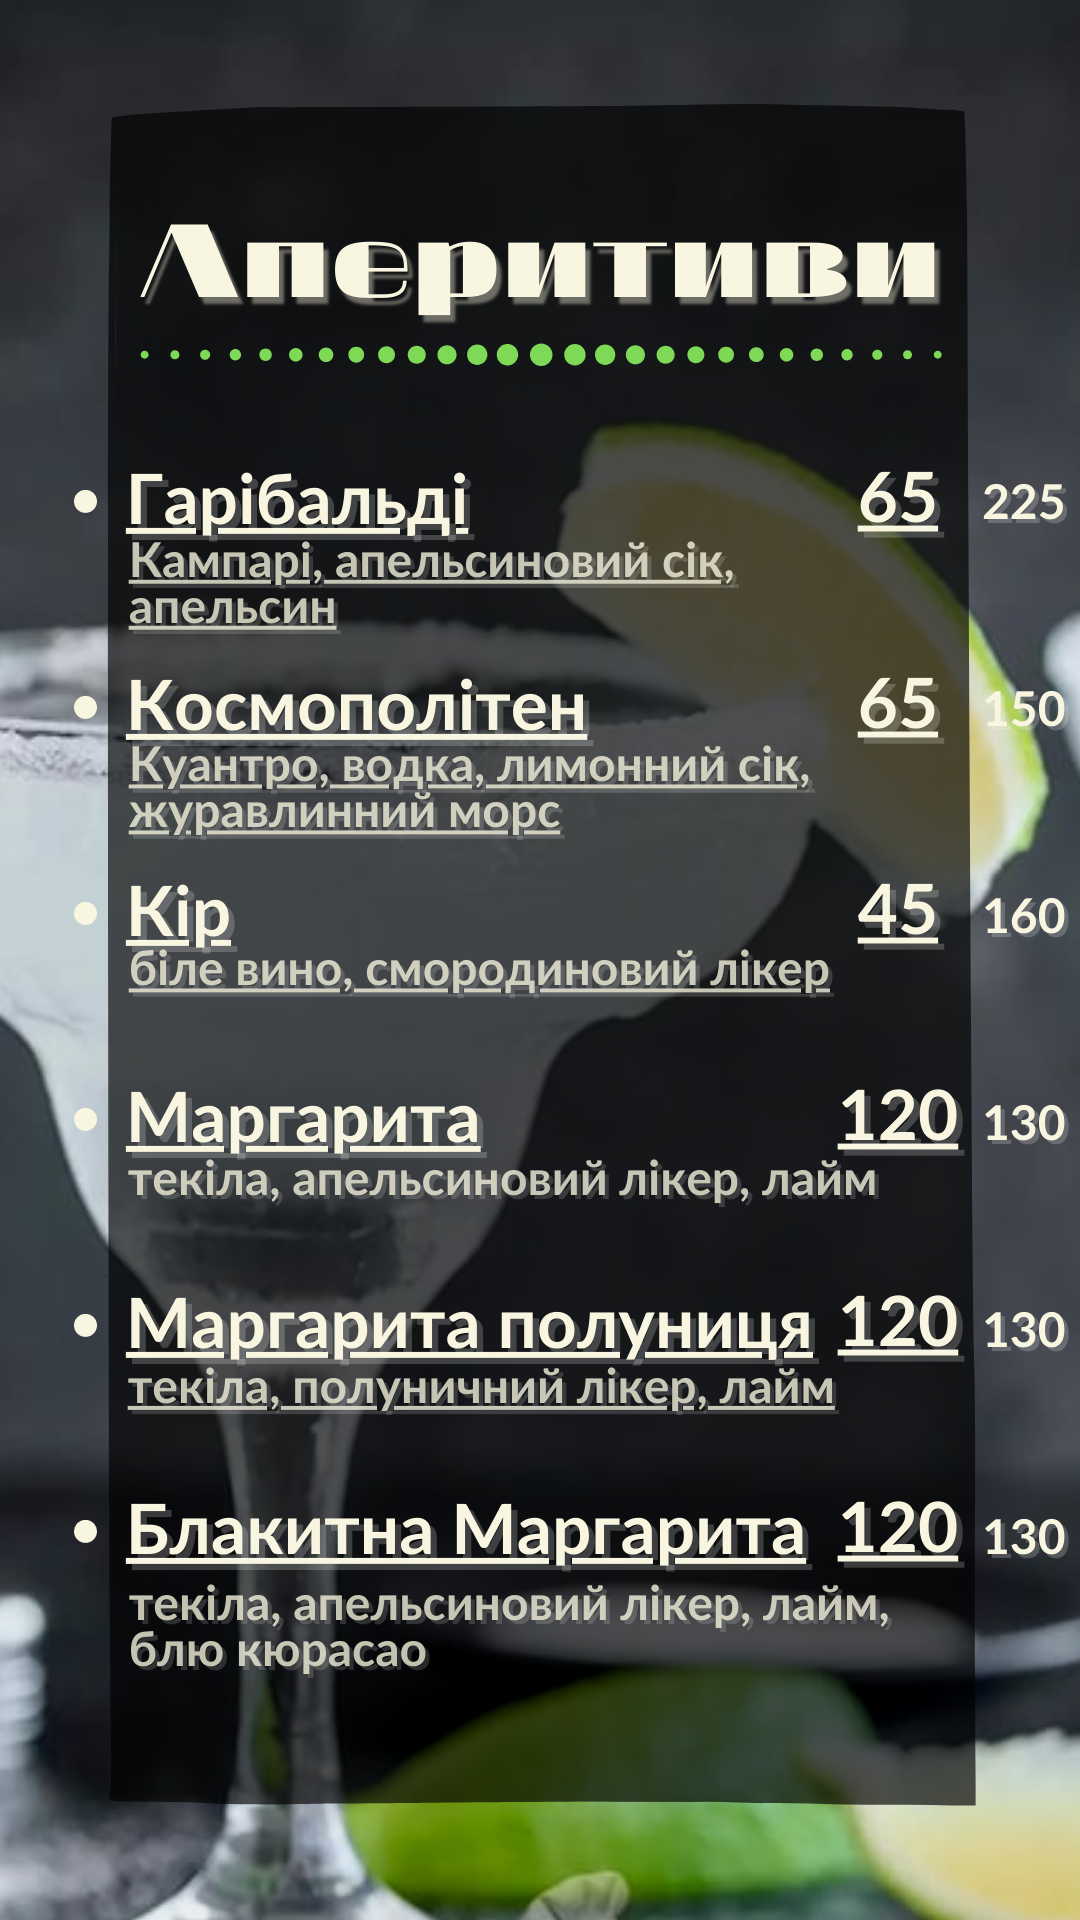 Аперитиви
• Гарібальді 65 225
Кампарі, апельсиновий сік,
апельсин
• Космополітен 65 150
Куантро, водка, лимонний сік,
журавлинний морс
• Кір 45 160
біле вино, смородиновий лікер
• Маргарита 120 130
текіла, апельсиновий лікер, лайм
• Маргарита полуниця 120 130
текіла, полуничний лікер, лайм
• Блакитна Маргарита 120 130
текіла, апельсиновий лікер, лайм,
блю кюрасао